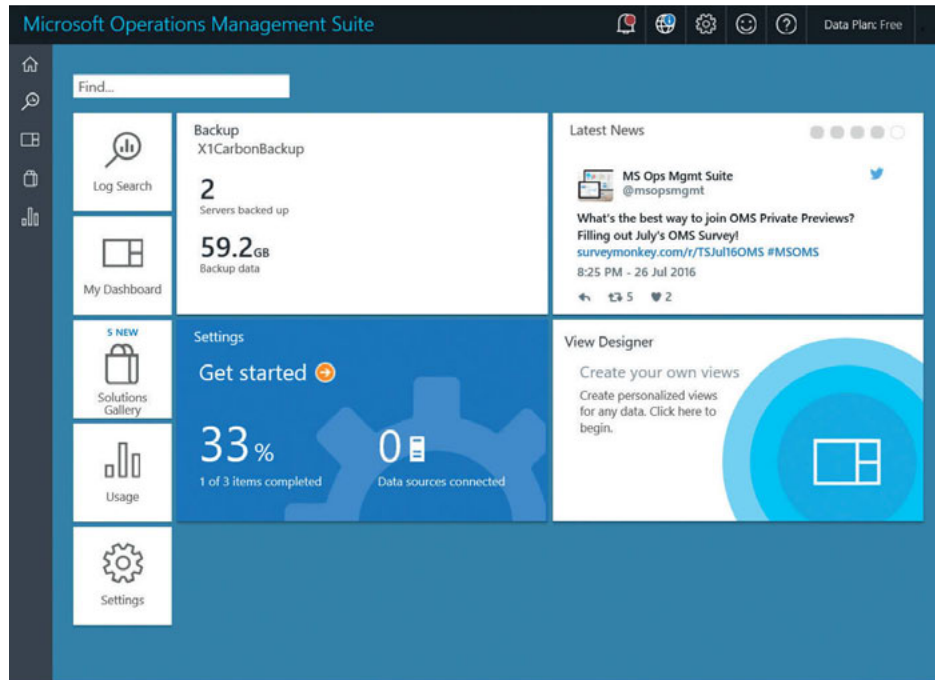 Microsoft Operations Management Suite
Data Plan: Free
Find...
Log Search
My Dashboard
5 NEW
Solutions
Gallery
Usage
Settings
Backup
X1CarbonBackup
2
Servers backed up
59.2GB
Backup data
Latest News
MS Ops Mgmt Suite
@msopsmgmt
What's the best way to join OMS Private Previews?
Filling out July's OMS Survey!
surveymonkey.com/r/TSJul16OMS #MSOMS
8:25 PM - 26 Jul 2016
5 2
Settings
Get started
33 %
1 of 3 items completed
0
Data sources connected
View Designer
Create your own views
Create personalized views
for any data. Click here to
begin.